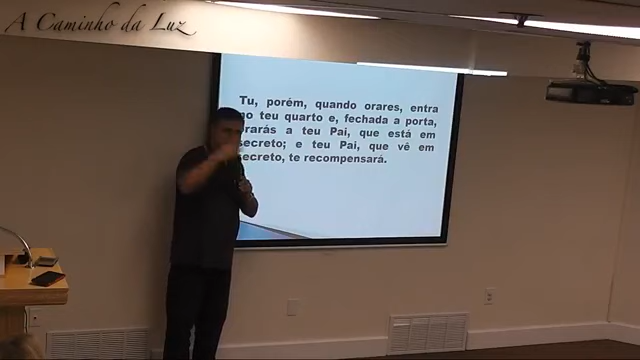 A Caminho da Luz
Tu, porém, quando orares, entra
no teu quarto e, fechada a porta,
orarás a teu Pai, que está em
secreto; e teu Pai, que vê em
secreto, te recompensará.